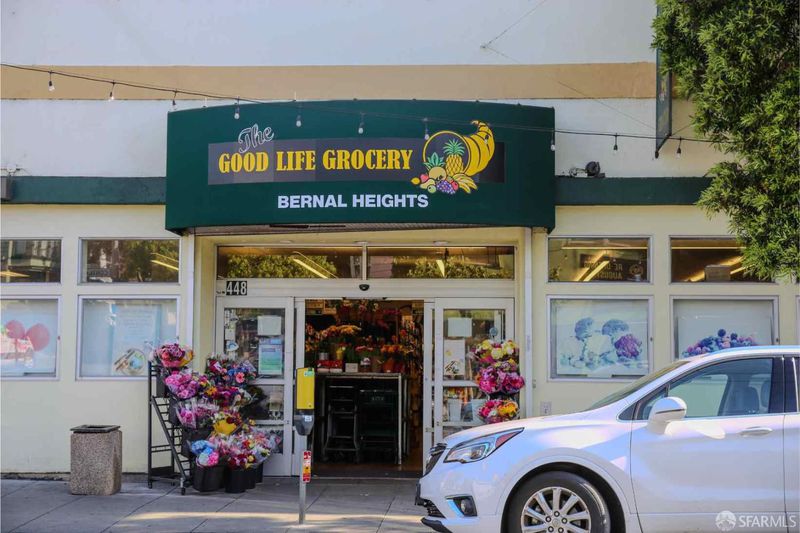 The
GOOD LIFE GROCERY
BERNAL HEIGHTS
448
SFARMLS